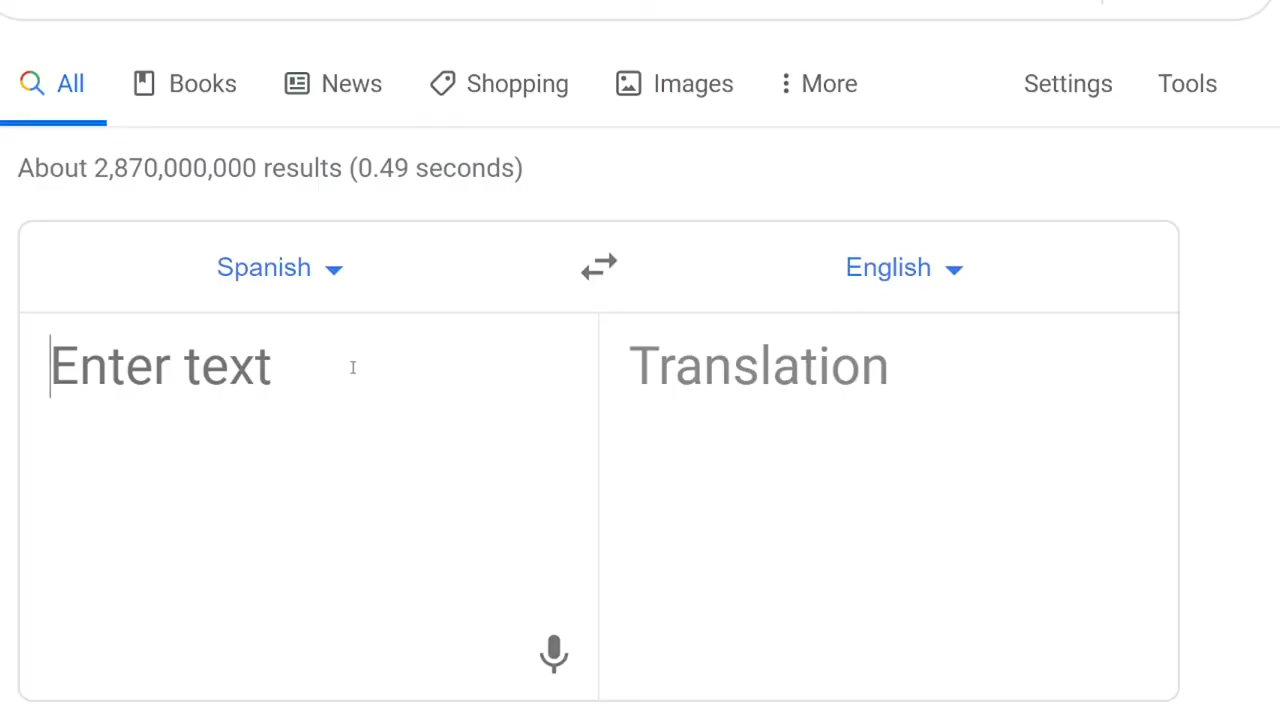 All Books News Shopping Images More Settings Tools
About 2,870,000,000 results (0.49 seconds)
Spanish English
Enter text Translation